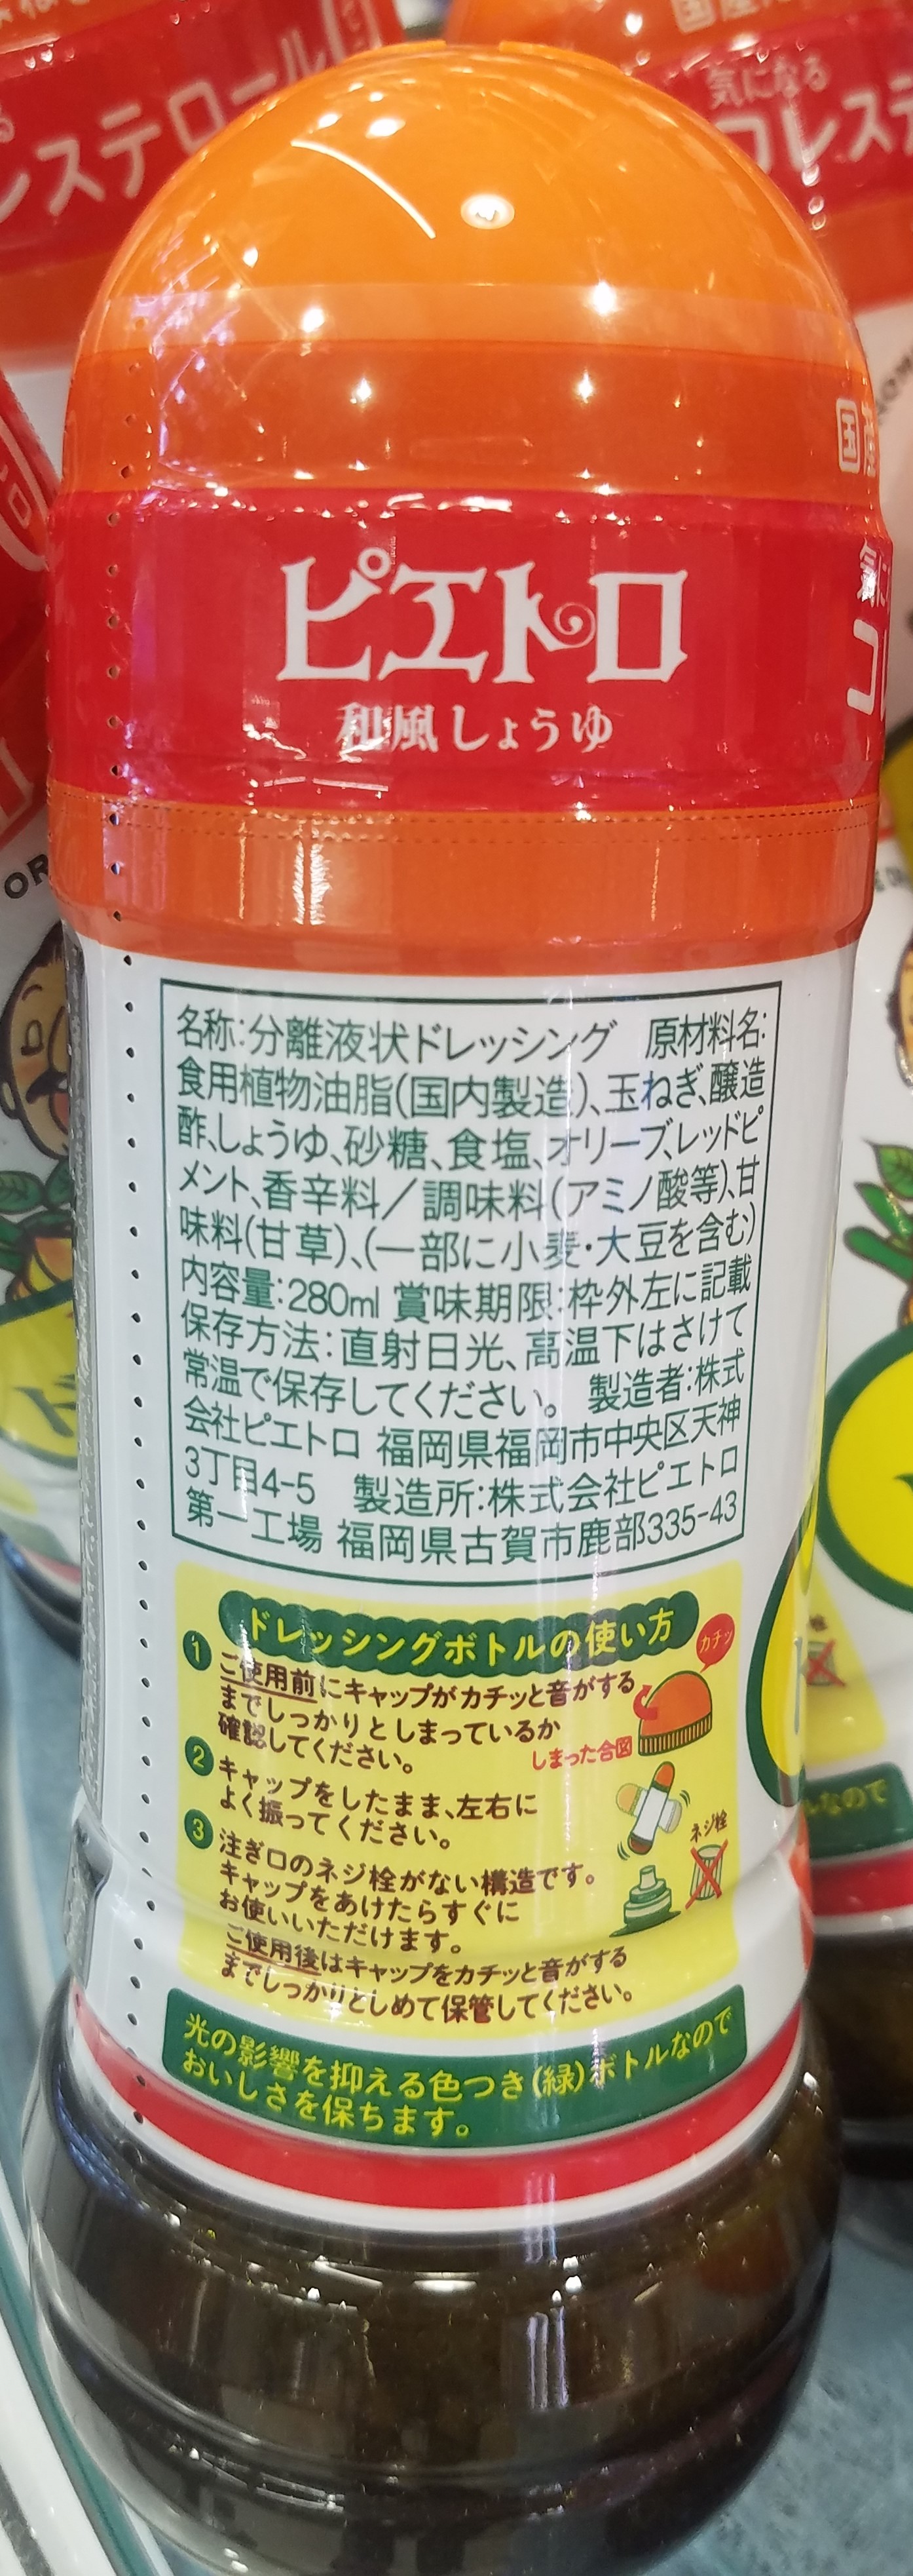 レステロール
国産
気になる
コレステ
国産
ピエトロ
和風しょうゆ
名称:分離液状ドレッシング 原材料名:
食用植物油脂(国内製造)、玉ねぎ、醸造
酢、しょうゆ、砂糖、食塩、オリーブ、レッドピ
メント、香辛料/調味料(アミノ酸等)、甘
味料(甘草)、(一部に小麦・大豆を含む)
内容量:280ml 賞味期限:枠外左に記載
保存方法:直射日光、高温下はさけて
常温で保存してください。 製造者:株式
会社ピエトロ 福岡県福岡市中央区天神
3丁目4-5 製造所:株式会社ピエトロ
第一工場 福岡県古賀市鹿部335-43
ドレッシングボトルの使い方
1 ご使用前にキャップがカチッと音がする
までしっかりとしまっているか
確認してください。
カチッ
しまった合図
2 キャップをしたまま、左右に
よく振ってください。
3 注ぎ口のネジ栓がない構造です。
キャップをあけたらすぐに
お使いいただけます。
ネジ栓
ご使用後はキャップをカチッと音がする
までしっかりとしめて保管してください。
光の影響を抑える色つき(緑)ボトルなので
おいしさを保ちます。